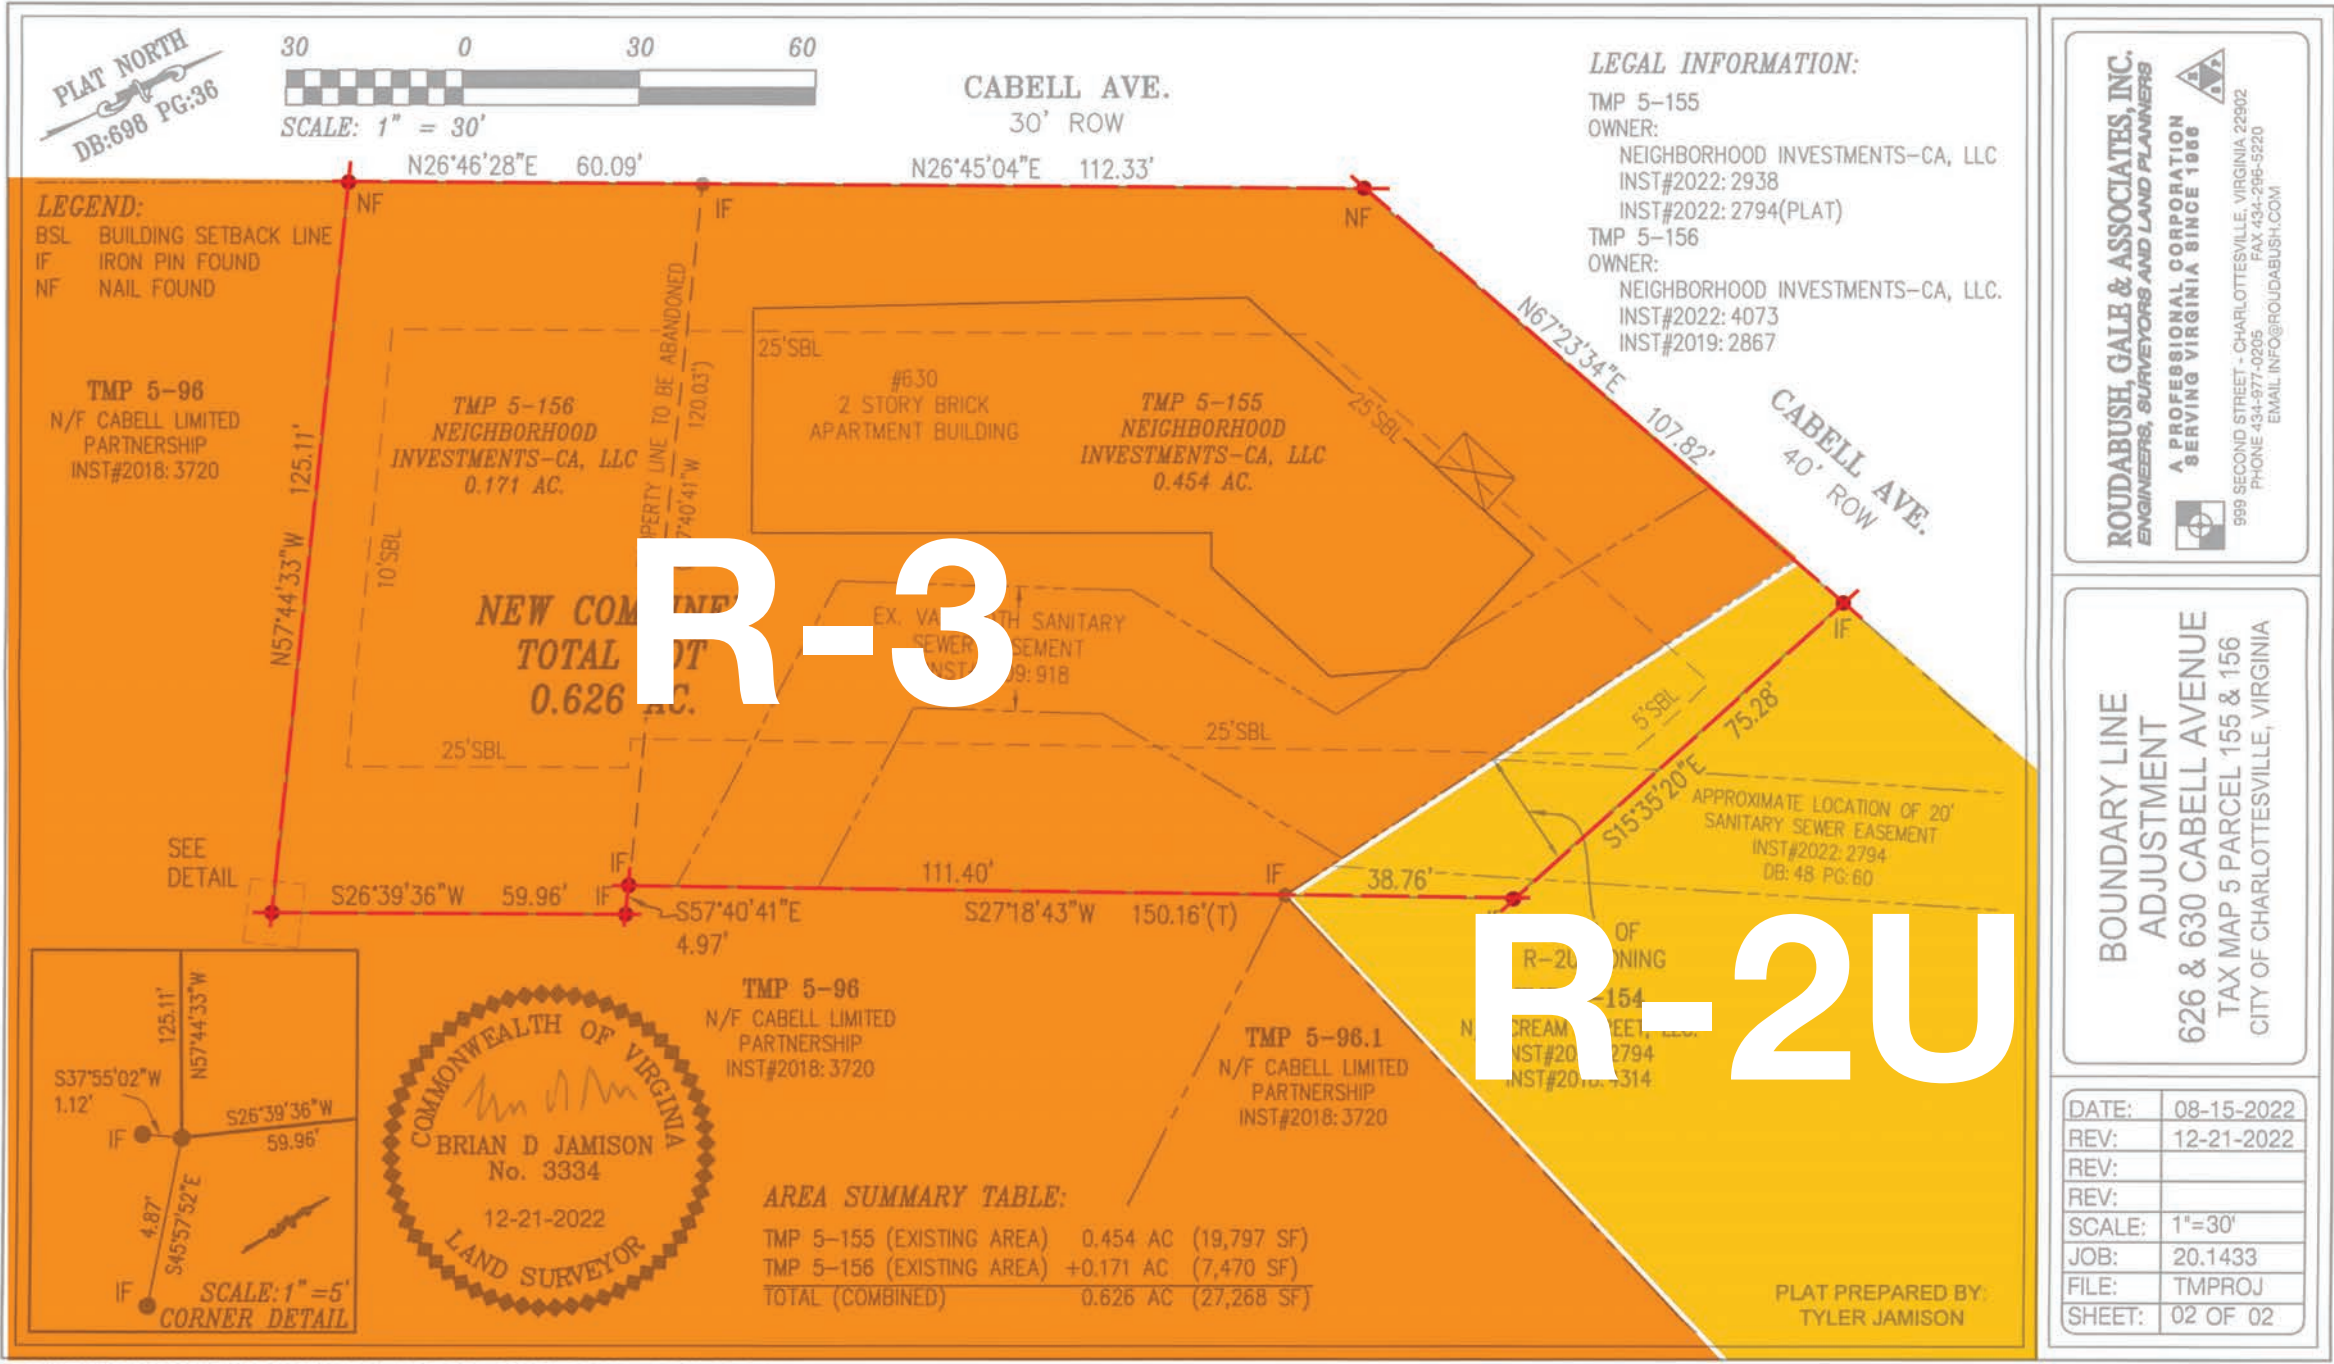 PLAT NORTH
DB:698 PG:36
30 0 30 60
SCALE: 1" = 30'
CABELL AVE.
30' ROW
N26°46'28"E 60.09'
N26°45'04"E 112.33'
NF
IF
NF
LEGEND:
BSL BUILDING SETBACK LINE
IF IRON PIN FOUND
NF NAIL FOUND
LEGAL INFORMATION:
TMP 5-155
OWNER:
NEIGHBORHOOD INVESTMENTS-CA, LLC
INST#2022: 2938
INST#2022: 2794(PLAT)
TMP 5-156
OWNER:
NEIGHBORHOOD INVESTMENTS-CA, LLC.
INST#2022: 4073
INST#2019: 2867
N67°23'34"E 107.82'
CABELL AVE.
40' ROW
TMP 5-96
N/F CABELL LIMITED
PARTNERSHIP
INST#2018: 3720
N57°44'33"W 125.11'
TMP 5-156
NEIGHBORHOOD
INVESTMENTS-CA, LLC
0.171 AC.
LINE TO BE ABANDONED
120.03')
25'SBL
#630
2 STORY BRICK
APARTMENT BUILDING
TMP 5-155
NEIGHBORHOOD
INVESTMENTS-CA, LLC
0.454 AC.
25'SBL
10'SBL
NEW
TOTAL
0.626 AC.
R-3
EX. SANITARY
SEWER
918
25'SBL
25'SBL
5'SBL
IF
75.28'
S15°35'20"E
APPROXIMATE LOCATION OF 20'
SANITARY SEWER EASEMENT
INST#2022: 2794
DB: 48 PG: 60
SEE
DETAIL
S26°39'36"W 59.96'
IF
IF
S57°40'41"E
4.97'
111.40'
S27°18'43"W 150.16'(T)
IF
38.76'
OF
R-2U
R-2U
-154
2794
4314
TMP 5-96
N/F CABELL LIMITED
PARTNERSHIP
INST#2018: 3720
TMP 5-96.1
N/F CABELL LIMITED
PARTNERSHIP
INST#2018: 3720
125.11'
N57°44'33"W
S37°55'02"W
1.12'
IF
S26°39'36"W
59.96'
4.87'
S45°57'52"E
IF
SCALE: 1" =5'
CORNER DETAIL
COMMONWEALTH OF VIRGINIA
BRIAN D JAMISON
No. 3334
12-21-2022
LAND SURVEYOR
AREA SUMMARY TABLE:
TMP 5-155 (EXISTING AREA) 0.454 AC (19,797 SF)
TMP 5-156 (EXISTING AREA) +0.171 AC (7,470 SF)
TOTAL (COMBINED) 0.626 AC (27,268 SF)
PLAT PREPARED BY:
TYLER JAMISON
ROUDABUSH, GALE & ASSOCIATES, INC.
ENGINEERS, SURVEYORS AND LAND PLANNERS
A PROFESSIONAL CORPORATION
SERVING VIRGINIA SINCE 1956
999 SECOND STREET - CHARLOTTESVILLE, VIRGINIA 22902
PHONE 434-977-0205 FAX 434-296-5220
EMAIL INFO@ROUDABUSH.COM
BOUNDARY LINE
ADJUSTMENT
626 & 630 CABELL AVENUE
TAX MAP 5 PARCEL 155 & 156
CITY OF CHARLOTTESVILLE, VIRGINIA
DATE: 08-15-2022
REV: 12-21-2022
REV:
REV:
SCALE: 1"=30'
JOB: 20.1433
FILE: TMPROJ
SHEET: 02 OF 02